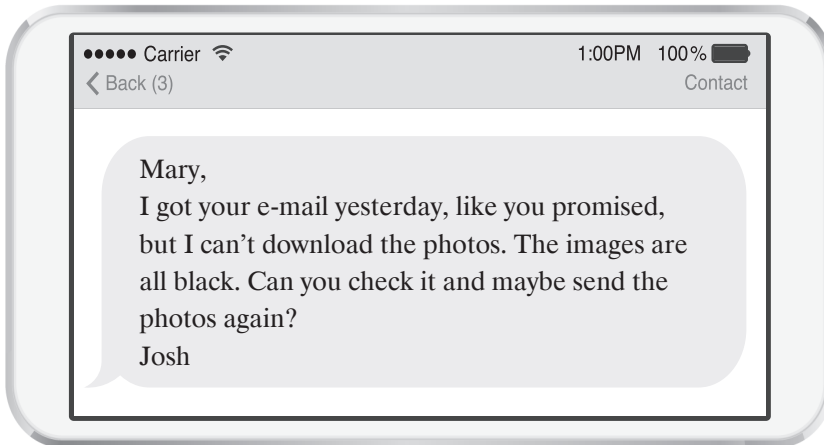 ●●●●● Carrier 1:00PM 100%
Back (3) Contact
Mary,
I got your e-mail yesterday, like you promised,
but I can’t download the photos. The images are
all black. Can you check it and maybe send the
photos again?
Josh